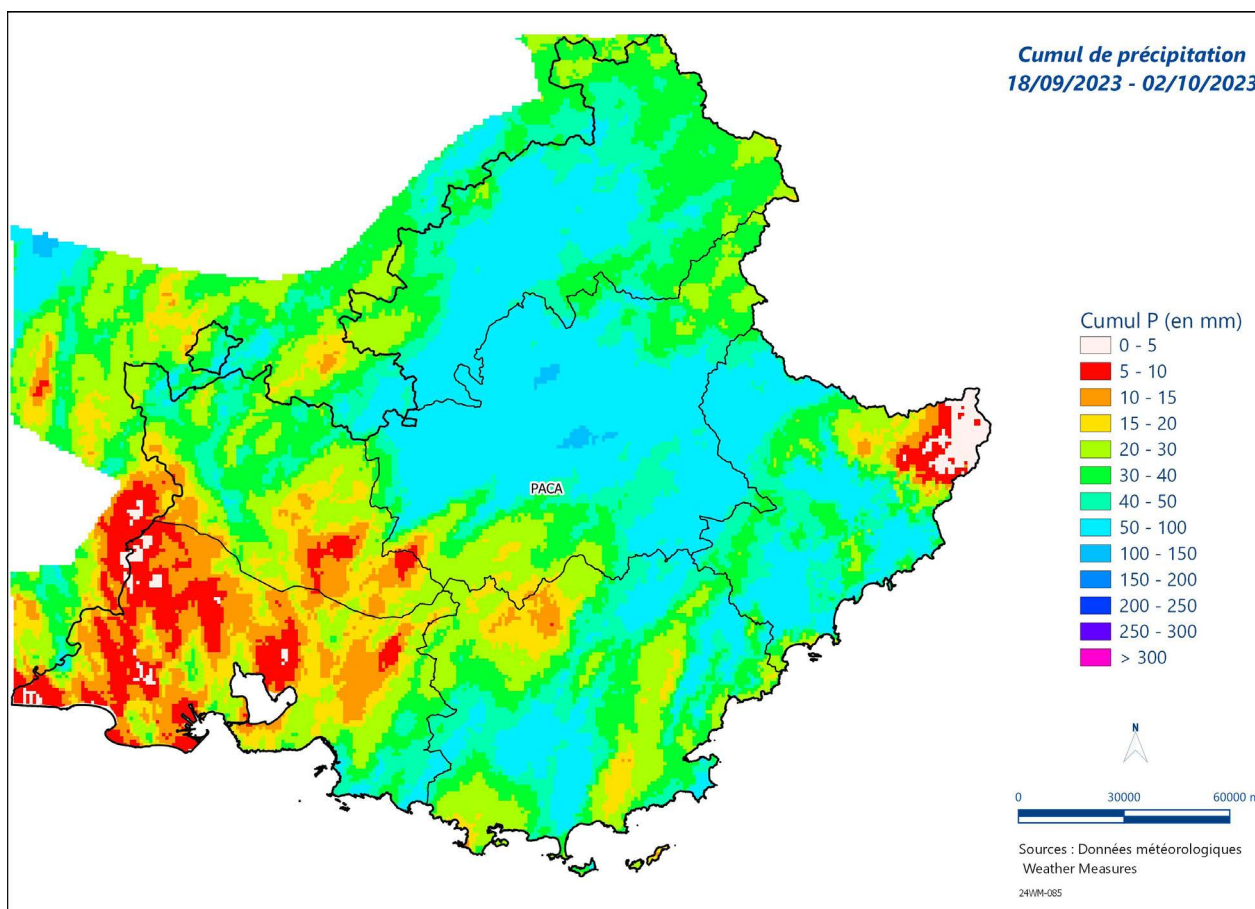 Cumul de précipitation
18/09/2023 - 02/10/2023
PACA
Cumul P (en mm)
0 - 5
5 - 10
10 - 15
15 - 20
20 - 30
30 - 40
40 - 50
50 - 100
100 - 150
150 - 200
200 - 250
250 - 300
> 300
N
0 30000 60000 m
Sources : Données météorologiques
Weather Measures
24WM-085